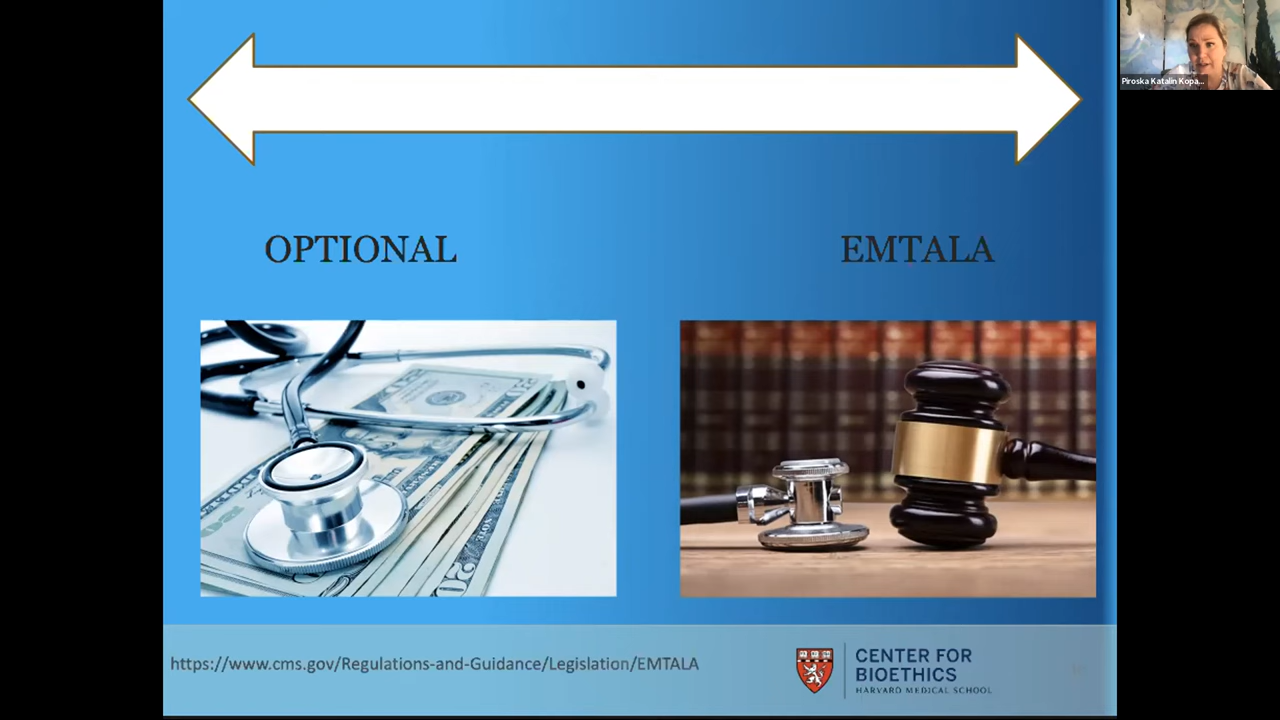 Piroska Katalin Kopa...
OPTIONAL
EMTALA
20
https://www.cms.gov/Regulations-and-Guidance/Legislation/EMTALA
CENTER FOR
BIOETHICS
HARVARD MEDICAL SCHOOL